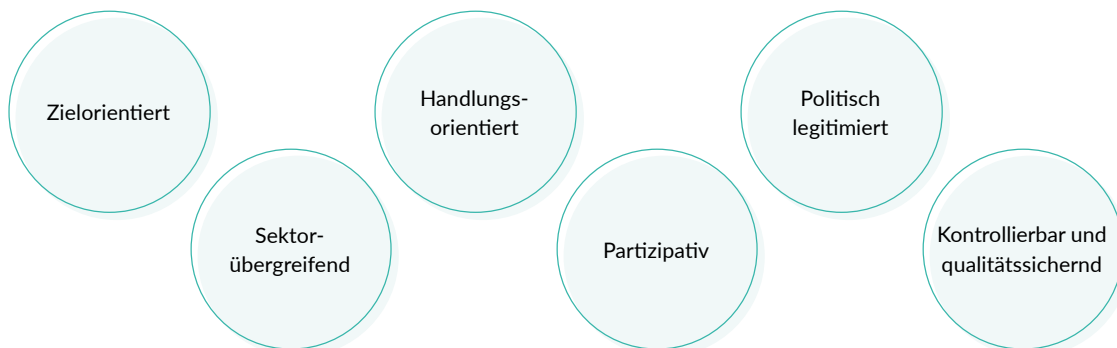 Zielorientiert
Sektor-
übergreifend
Handlungs-
orientiert
Partizipativ
Politisch
legitimiert
Kontrollierbar und
qualitätssichernd